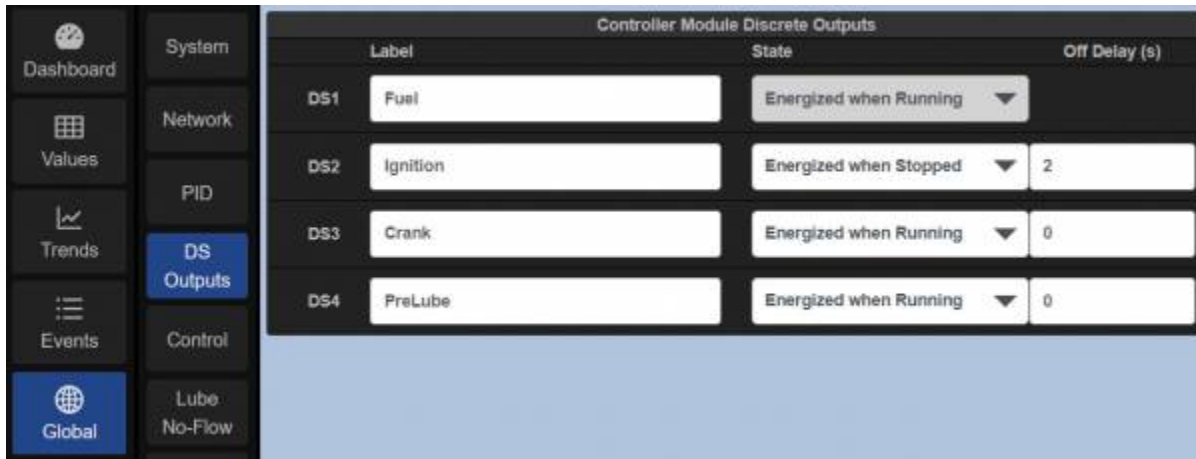 Dashboard
Values
Trends
Events
Global
System
Network
PID
DS
Outputs
Control
Lube
No-Flow
Controller Module Discrete Outputs
Label State Off Delay (s)
DS1 Fuel Energized when Running
DS2 Ignition Energized when Stopped 2
DS3 Crank Energized when Running 0
DS4 PreLube Energized when Running 0